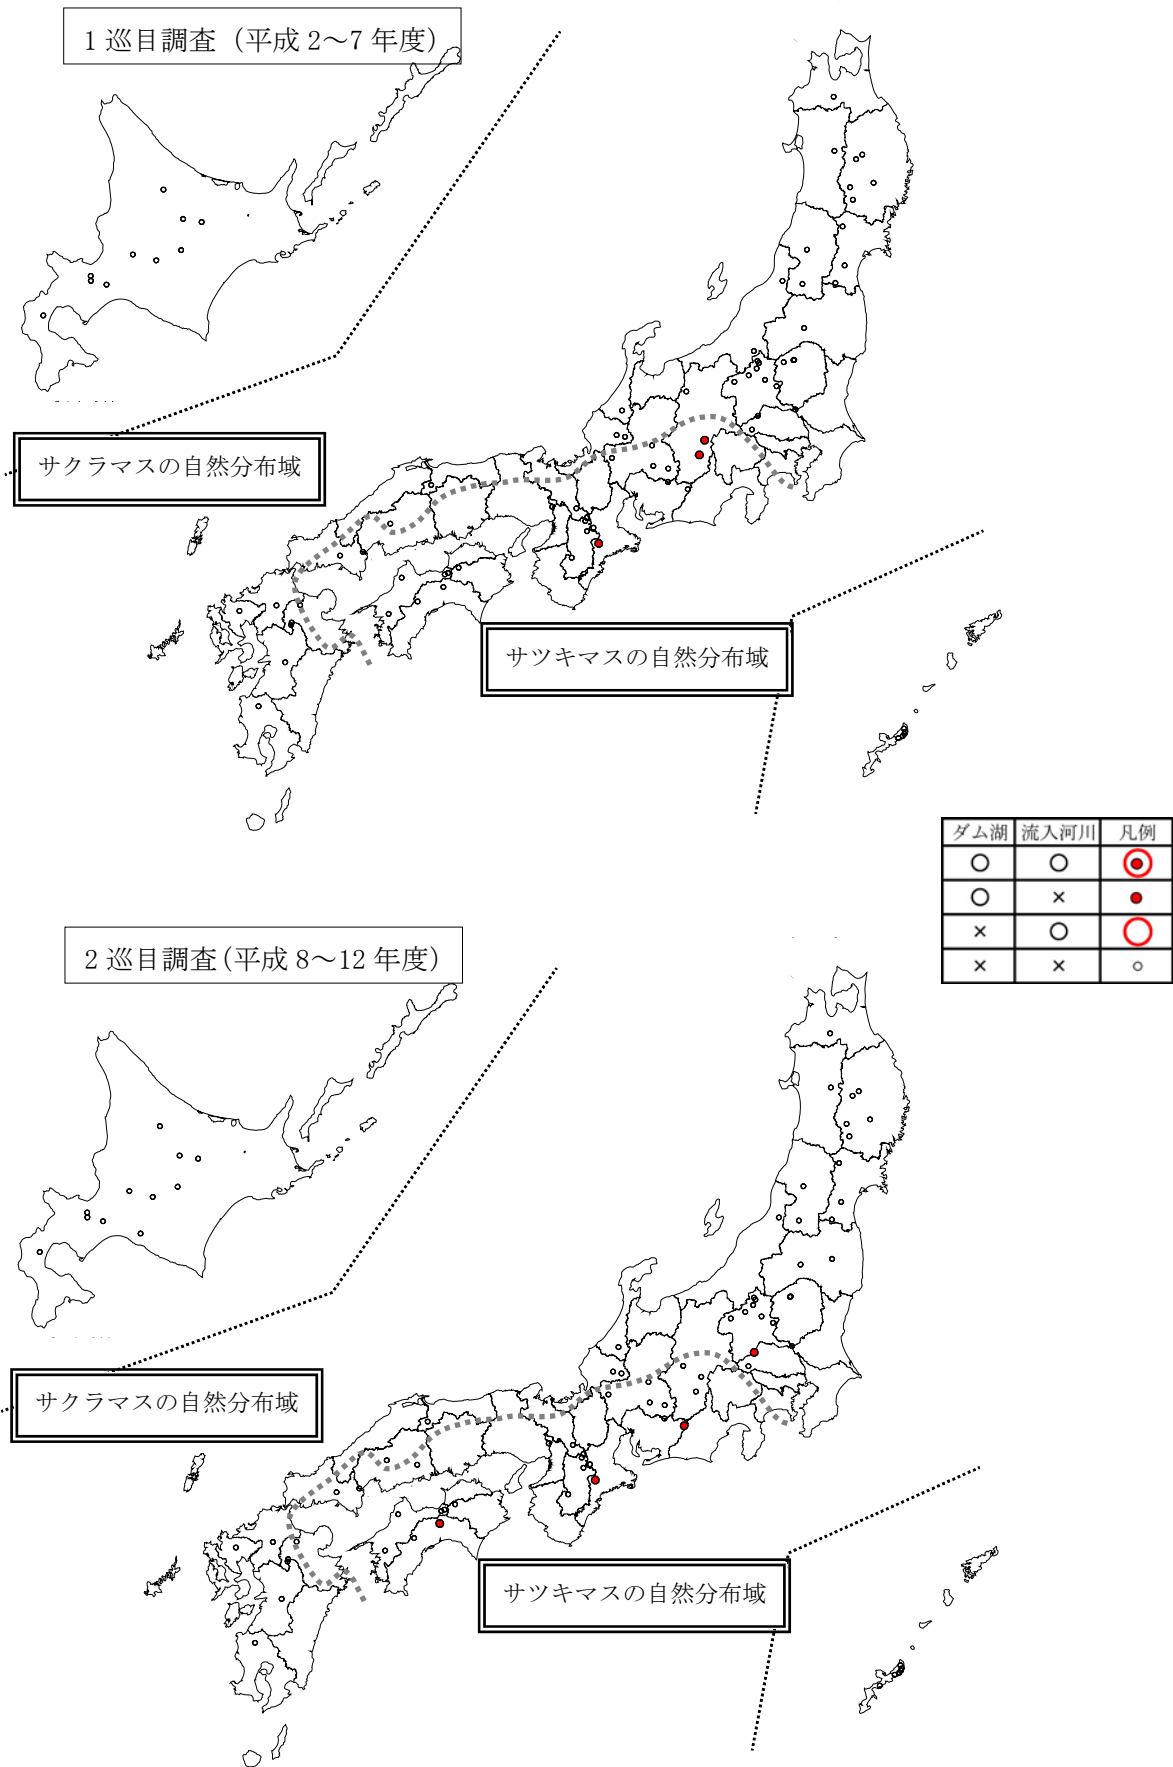 1 巡目調査（平成 2～7 年度）
サクラマスの自然分布域
サツキマスの自然分布域
ダム湖 流入河川 凡例
○ ○
○ ×
× ○
× ×
2 巡目調査(平成 8～12 年度)
サクラマスの自然分布域
サツキマスの自然分布域